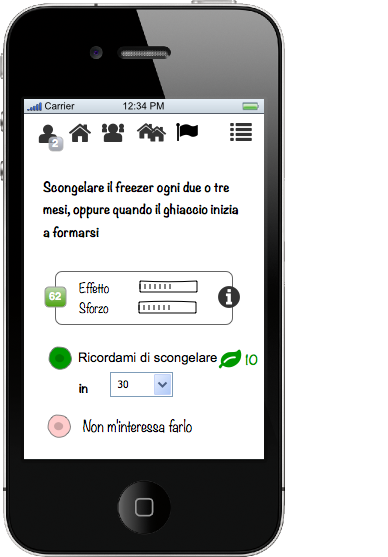 Carrier 12:34 PM
2
Scongelare il freezer ogni due o tre
mesi, oppure quando il ghiaccio inizia
a formarsi
62
Effetto
Sforzo
i
Ricordami di scongelare 10
in 30
Non m'interessa farlo